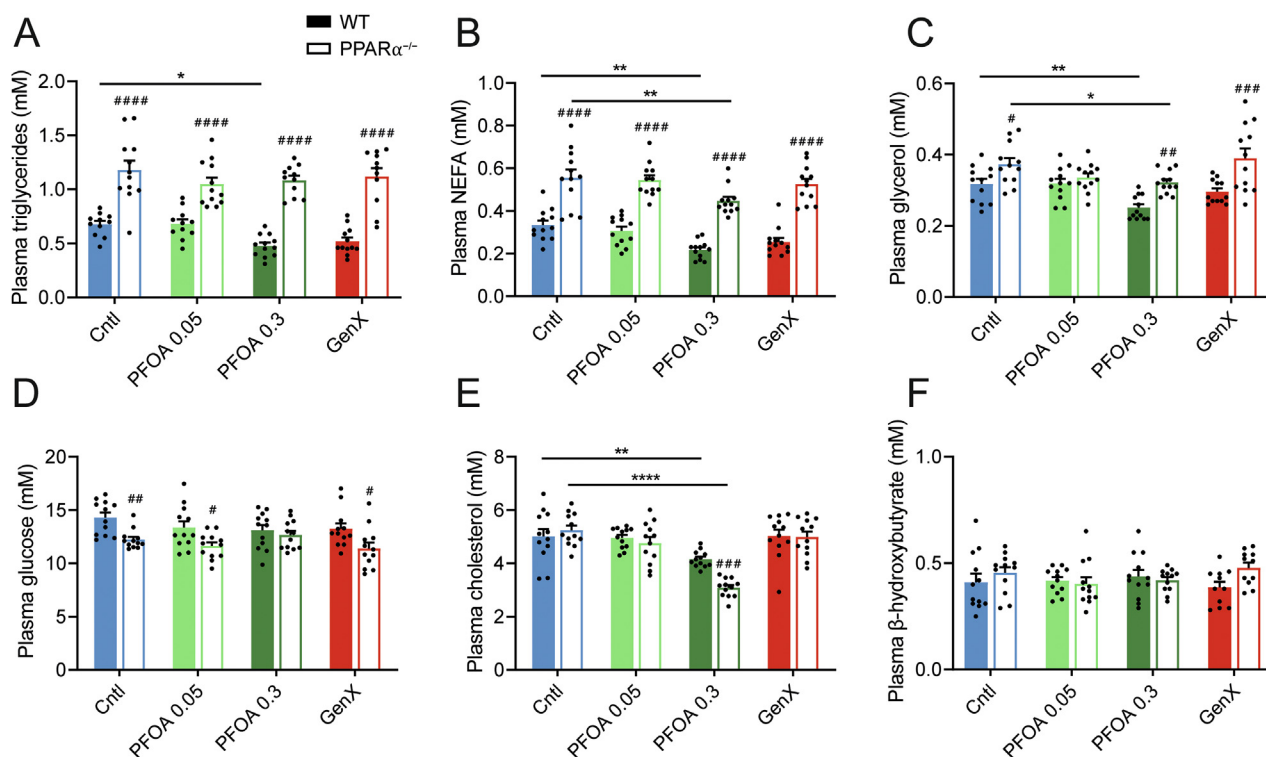 A
WT
PPARα⁻/⁻
Plasma triglycerides (mM)
2.0
1.5
1.0
0.5
0.0
*
####
####
####
####
Cntl
PFOA 0.05
PFOA 0.3
GenX
B
Plasma NEFA (mM)
1.0
0.8
0.6
0.4
0.2
0.0
**
**
####
####
####
####
Cntl
PFOA 0.05
PFOA 0.3
GenX
C
Plasma glycerol (mM)
0.6
0.4
0.2
0.0
**
*
#
##
###
Cntl
PFOA 0.05
PFOA 0.3
GenX
D
Plasma glucose (mM)
20
15
10
5
0
##
#
#
Cntl
PFOA 0.05
PFOA 0.3
GenX
E
Plasma cholesterol (mM)
8
6
4
2
0
**
****
###
Cntl
PFOA 0.05
PFOA 0.3
GenX
F
Plasma β-hydroxybutyrate (mM)
1.0
0.5
0.0
Cntl
PFOA 0.05
PFOA 0.3
GenX